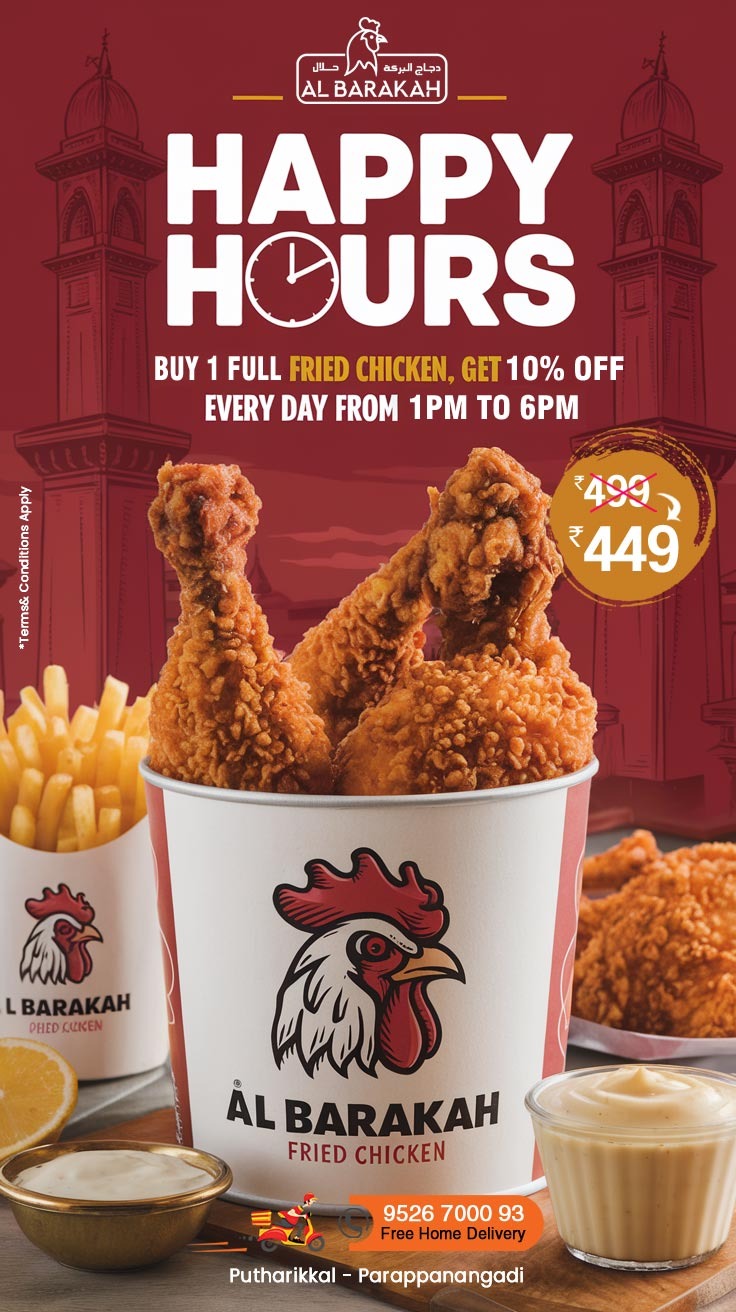 دجاج البركة حلال
AL BARAKAH
HAPPY
HOURS
BUY 1 FULL FRIED CHICKEN, GET 10% OFF
EVERY DAY FROM 1PM TO 6PM
₹499
₹449
*Terms& Conditions Apply
L BARAKAH
®
AL BARAKAH
FRIED CHICKEN
9526 7000 93
Free Home Delivery
Putharikkal - Parappanangadi